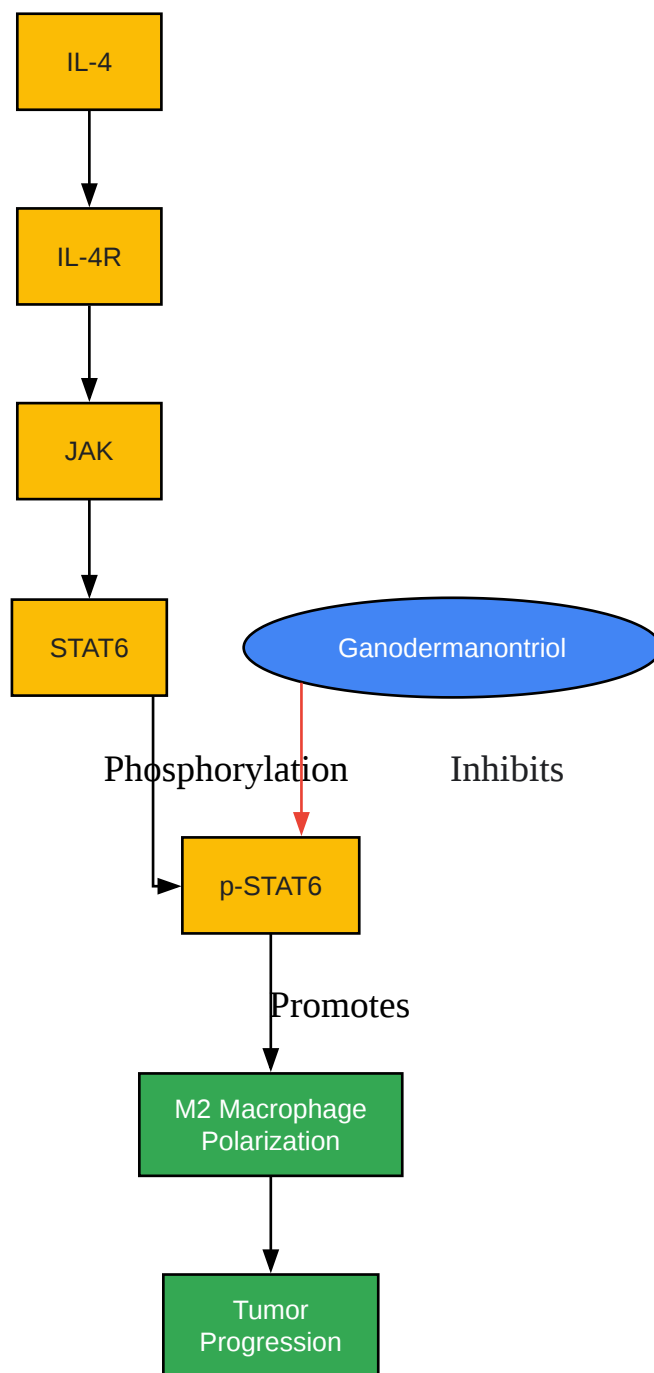 IL-4
IL-4R
JAK
STAT6
Ganodermanontriol
Phosphorylation
Inhibits
p-STAT6
Promotes
M2 Macrophage
Polarization
Tumor
Progression